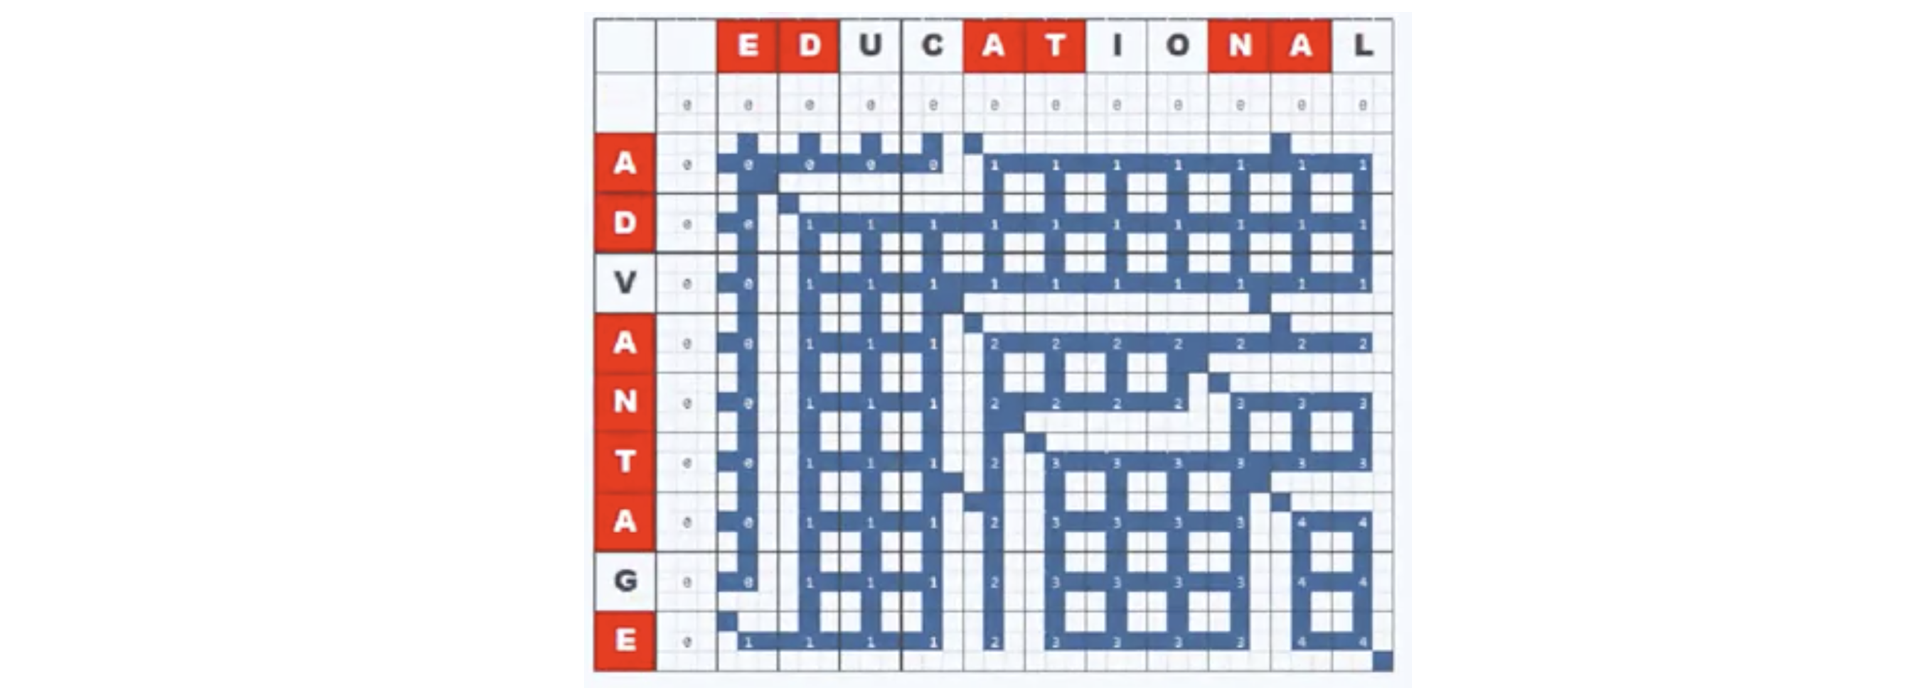 E D U C A T I O N A L
0 0 0 0 0 0 0 0 0 0 0 0
A 0 0 0 0 0 1 1 1 1 1 1 1
D 0 0 1 1 1 1 1 1 1 1 1 1
V 0 0 1 1 1 1 1 1 1 1 1 1
A 0 0 1 1 1 2 2 2 2 2 2 2
N 0 0 1 1 1 2 2 2 2 3 3 3
T 0 0 1 1 1 2 3 3 3 3 3 3
A 0 0 1 1 1 2 3 3 3 3 4 4
G 0 0 1 1 1 2 3 3 3 3 4 4
E 0 1 1 1 1 2 3 3 3 3 4 4